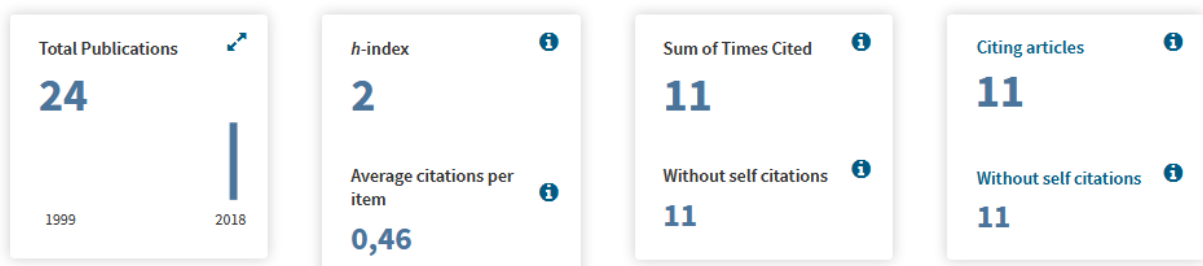 Total Publications
24
1999 2018
h-index
2
Average citations per
item
0,46
Sum of Times Cited
11
Without self citations
11
Citing articles
11
Without self citations
11